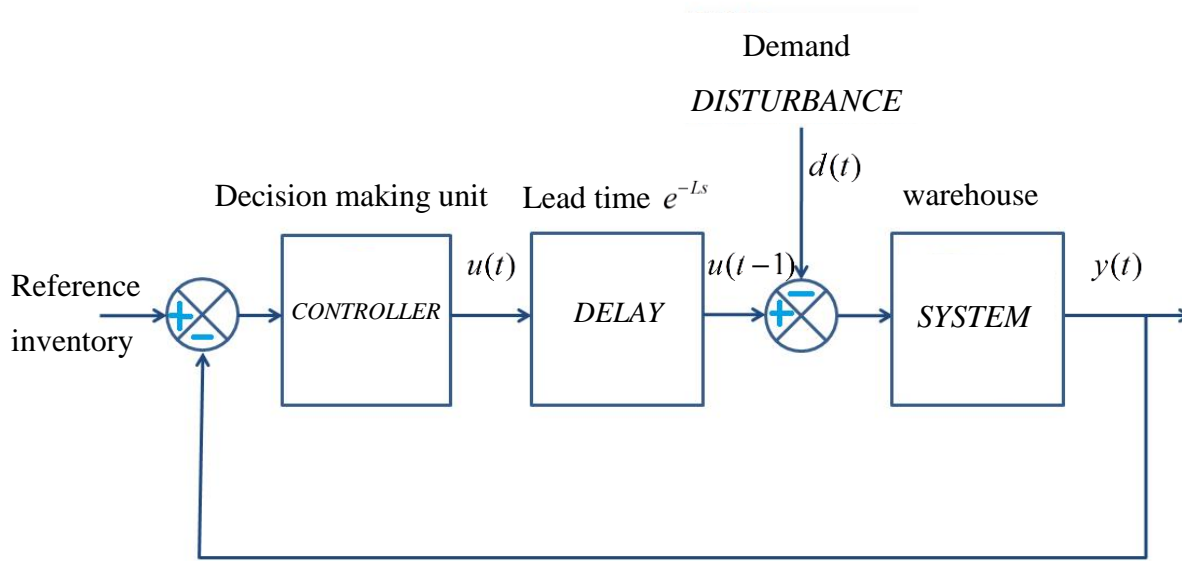 Demand
DISTURBANCE
d(t)
Decision making unit
Lead time e^{-Ls}
warehouse
Reference
inventory
+
−
CONTROLLER
u(t)
DELAY
u(t−1)
+
−
SYSTEM
y(t)